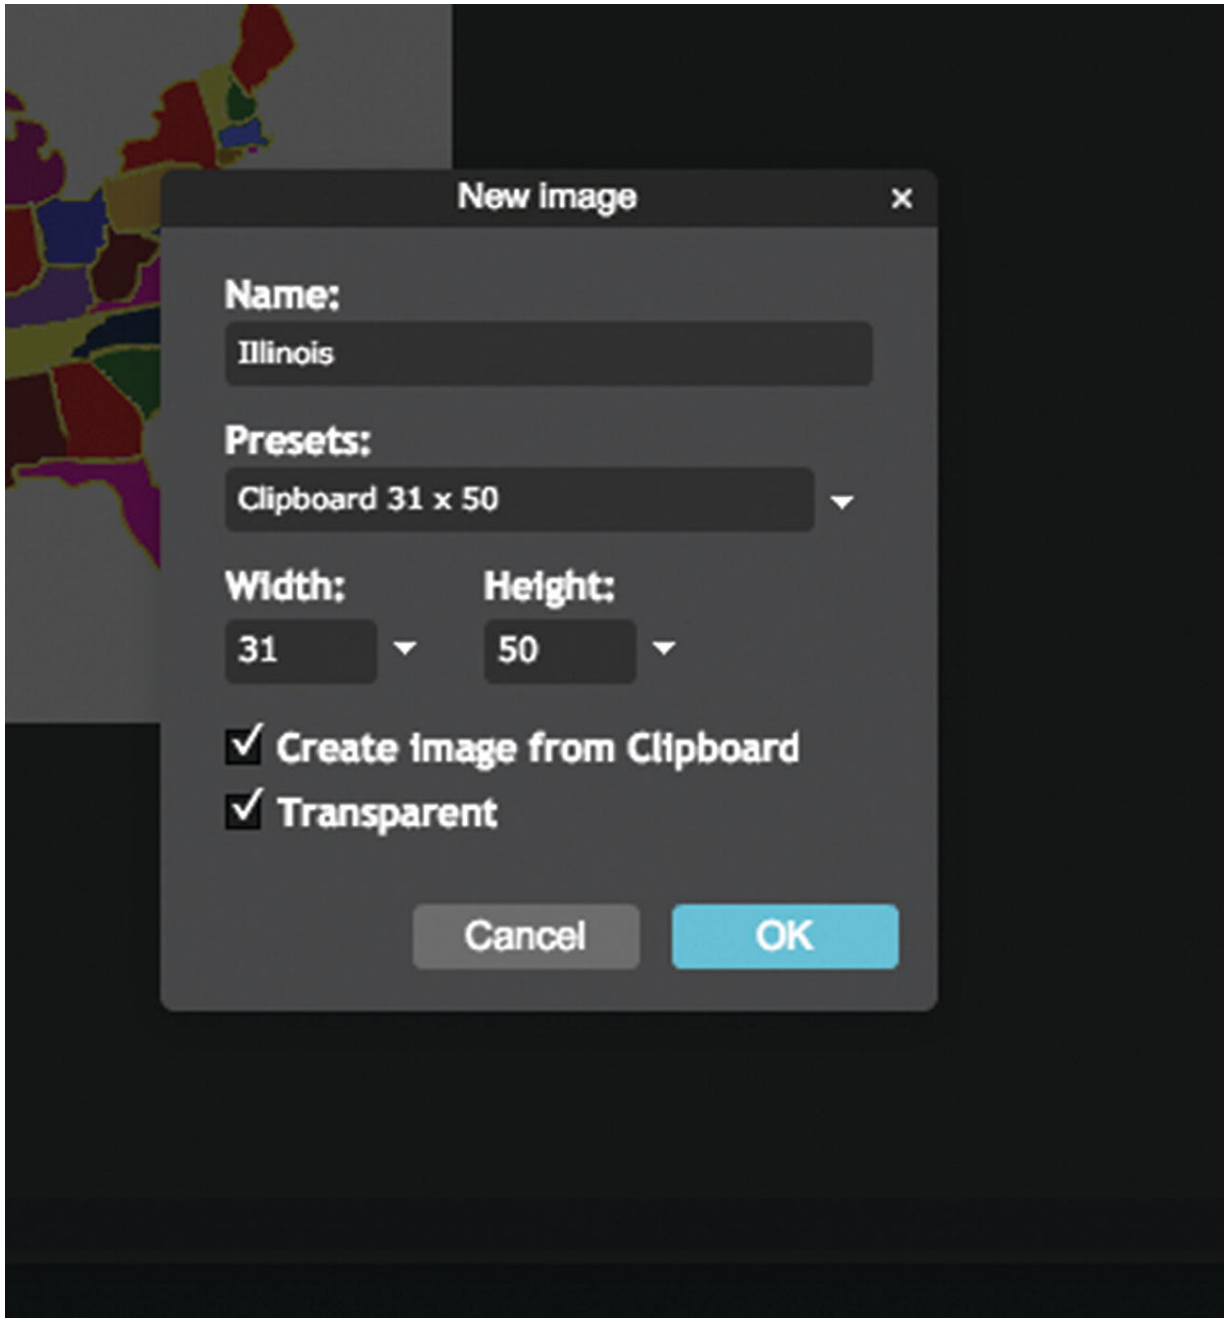 New image
×
Name:
Illinois
Presets:
Clipboard 31 x 50
Width: Height:
31 50
Create image from Clipboard
Transparent
Cancel OK